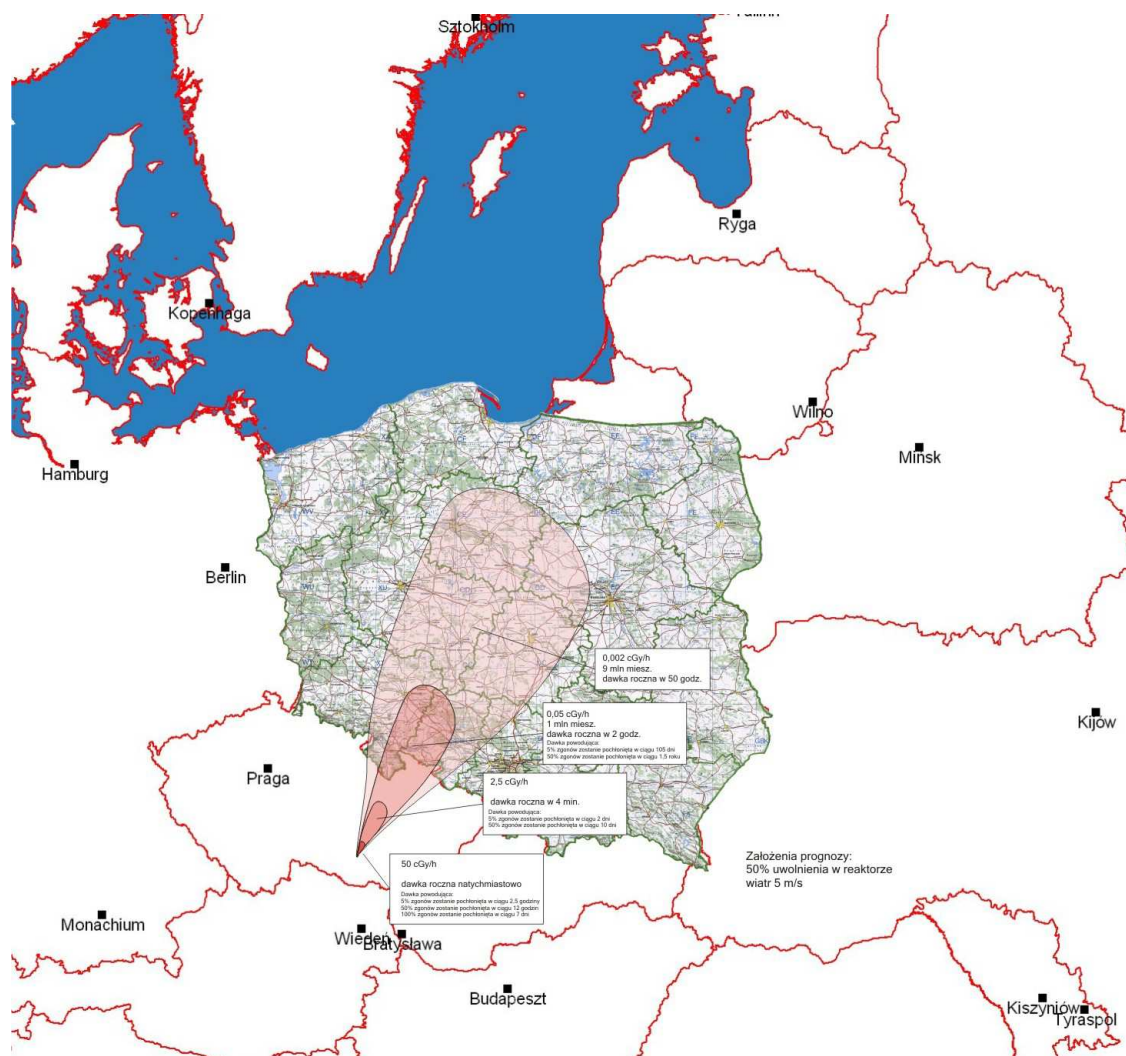 Sztokholm
Ryga
Kopenhaga
Wilno
Mińsk
Hamburg
Berlin
0,002 cGy/h
9 mln miesz.
dawka roczna w 50 godz.
0,05 cGy/h
1 mln miesz.
dawka roczna w 2 godz.
Dawka powodująca:
5% zgonów zostanie pochłonięta w ciągu 105 dni
50% zgonów zostanie pochłonięta w ciągu 1,5 roku
Kijów
Praga
2,5 cGy/h
dawka roczna w 4 min.
Dawka powodująca:
5% zgonów zostanie pochłonięta w ciągu 2 dni
50% zgonów zostanie pochłonięta w ciągu 10 dni
50 cGy/h
dawka roczna natychmiastowo
Dawka powodująca:
5% zgonów zostanie pochłonięta w ciągu 2.5 godziny
50% zgonów zostanie pochłonięta w ciągu 12 godzin
100% zgonów zostanie pochłonięta w ciągu 7 dni
Założenia prognozy:
50% uwolnienia w reaktorze
wiatr 5 m/s
Monachium
Wiedeń
Bratysława
Budapeszt
Kiszyniów
Tyraspol